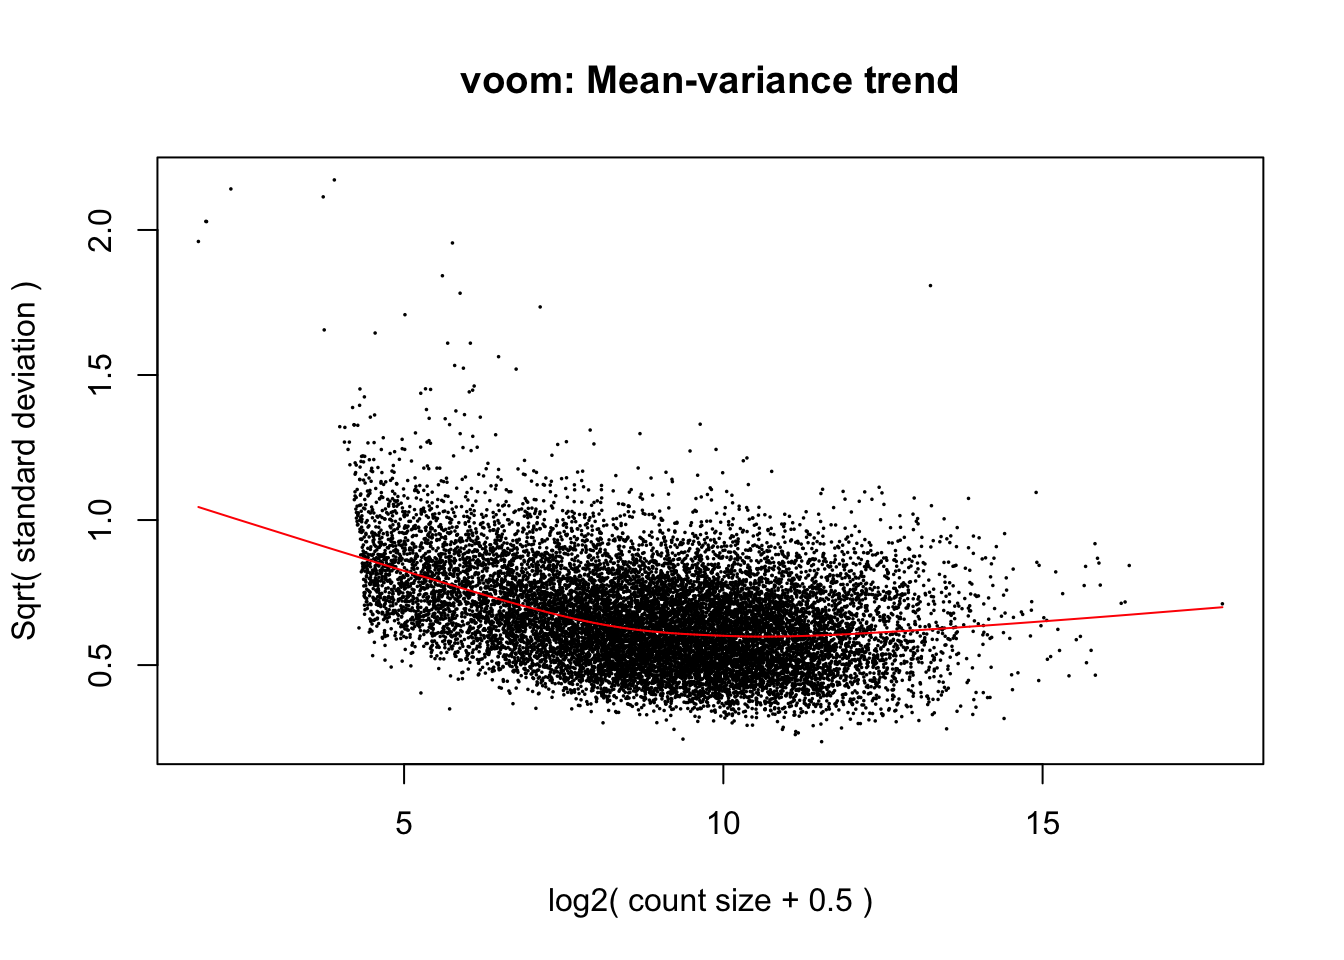 voom: Mean-variance trend
Sqrt( standard deviation )
2.0
1.5
1.0
0.5
5 10 15
log2( count size + 0.5 )